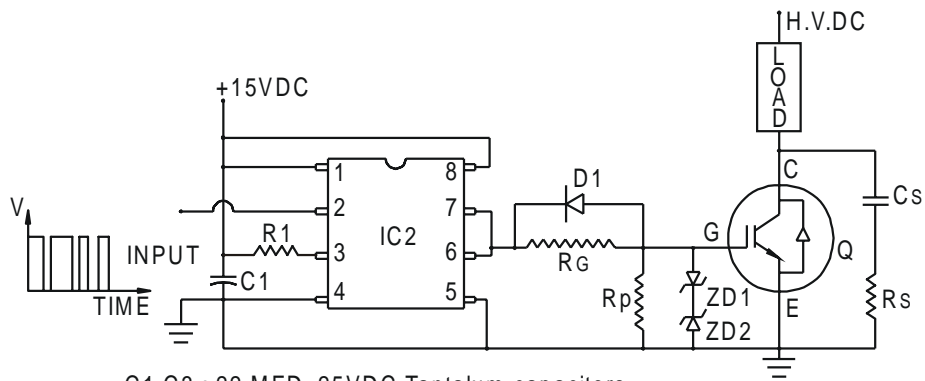 H.V.DC
LOAD
+15VDC
1
8
2
7
3
6
4
5
IC2
V
INPUT
TIME
R1
C1
D1
RG
Rp
G
C
E
Q
ZD1
ZD2
Cs
Rs